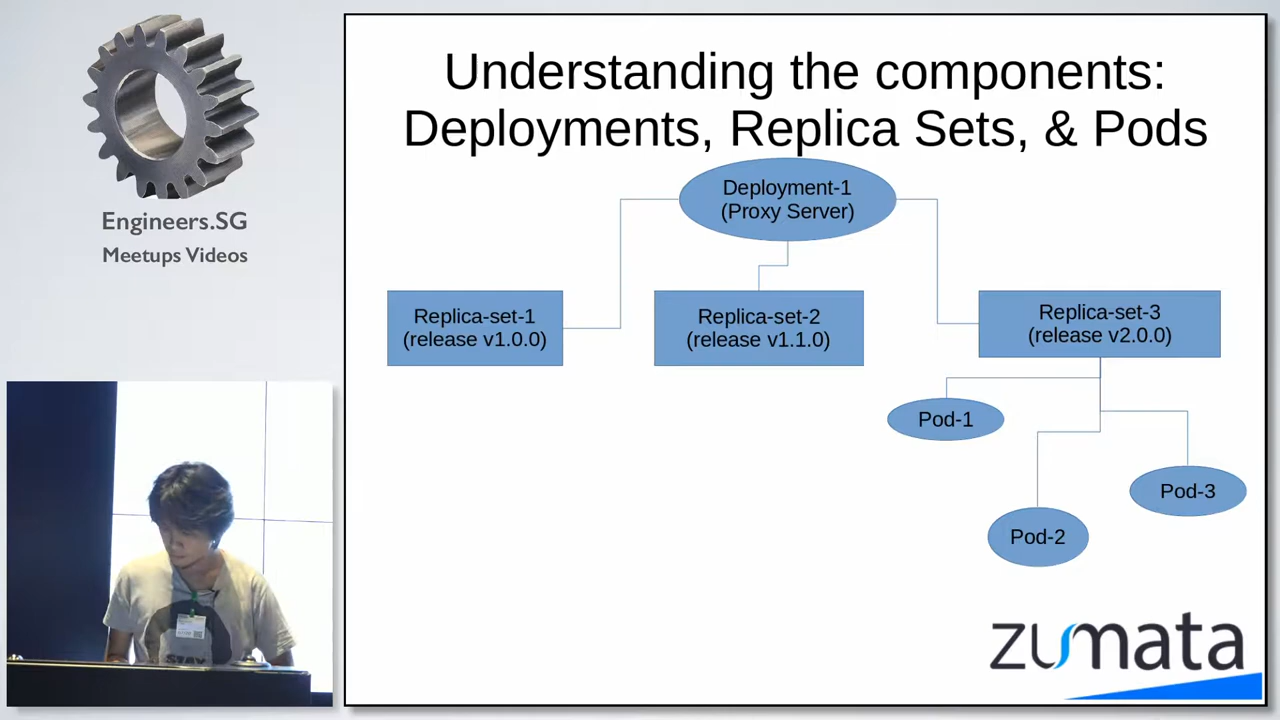 Engineers.SG
Meetups Videos
Understanding the components:
Deployments, Replica Sets, & Pods
Deployment-1
(Proxy Server)
Replica-set-1
(release v1.0.0)
Replica-set-2
(release v1.1.0)
Replica-set-3
(release v2.0.0)
Pod-1
Pod-3
Pod-2
zumata
STAY